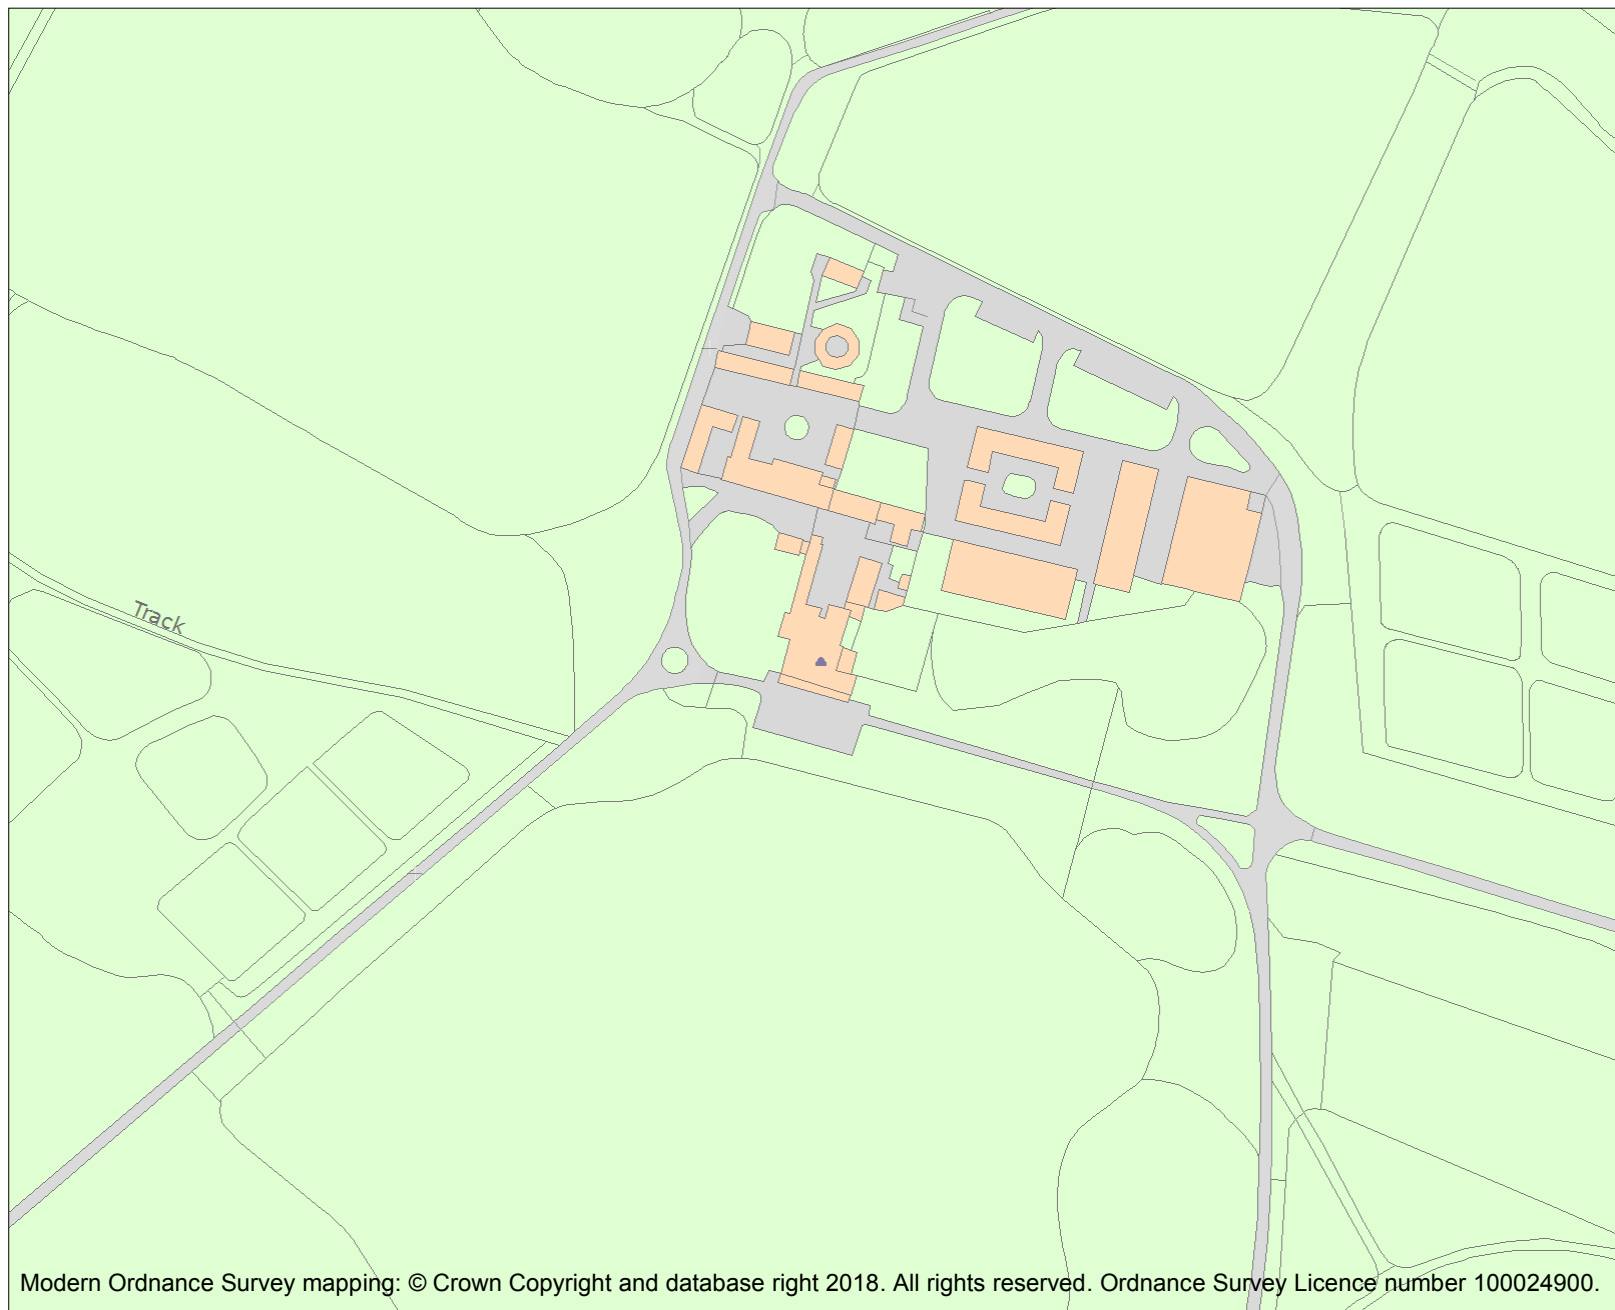 Track
Modern Ordnance Survey mapping: © Crown Copyright and database right 2018. All rights reserved. Ordnance Survey Licence number 100024900.